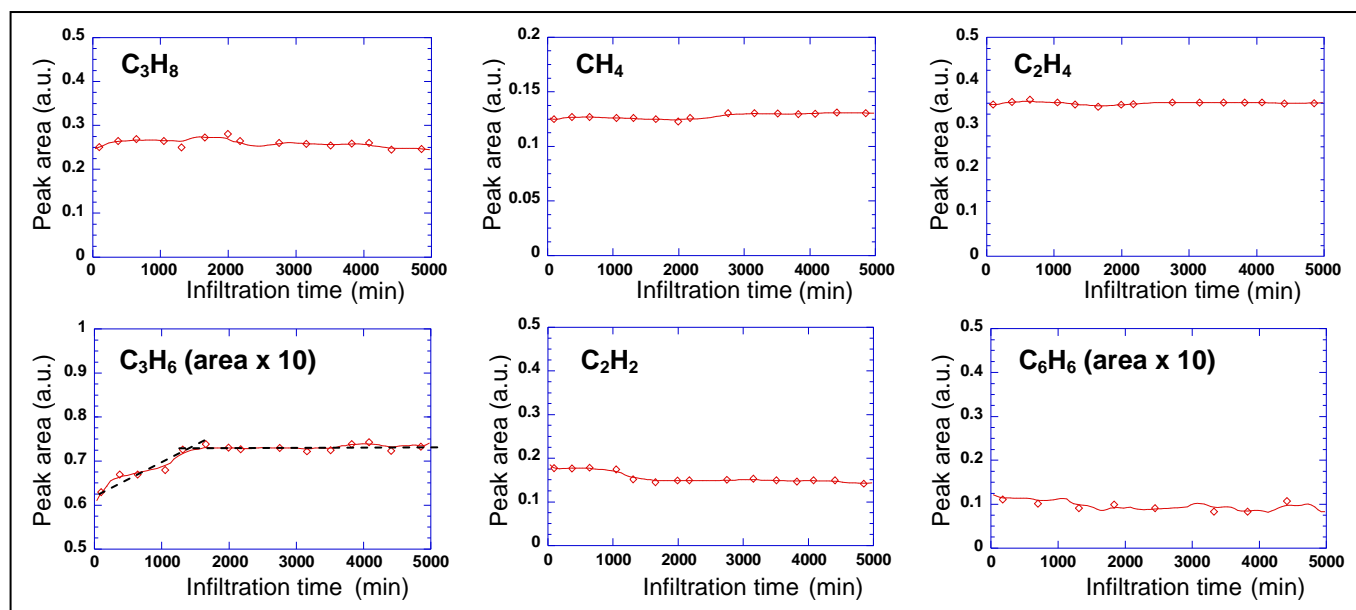 0.5
0.4
0.3
0.2
0.1
0
Peak area (a.u.)
C₃H₈
0 1000 2000 3000 4000 5000
Infiltration time (min)
0.2
0.15
0.1
0.05
0
Peak area (a.u.)
CH₄
0 1000 2000 3000 4000 5000
Infiltration time (min)
0.5
0.4
0.3
0.2
0.1
0
Peak area (a.u.)
C₂H₄
0 1000 2000 3000 4000 5000
Infiltration time (min)
1
0.9
0.8
0.7
0.6
0.5
Peak area (a.u.)
C₃H₆ (area x 10)
0 1000 2000 3000 4000 5000
Infiltration time (min)
0.5
0.4
0.3
0.2
0.1
0
Peak area (a.u.)
C₂H₂
0 1000 2000 3000 4000 5000
Infiltration time (min)
0.5
0.4
0.3
0.2
0.1
0
Peak area (a.u.)
C₆H₆ (area x 10)
0 1000 2000 3000 4000 5000
Infiltration time (min)